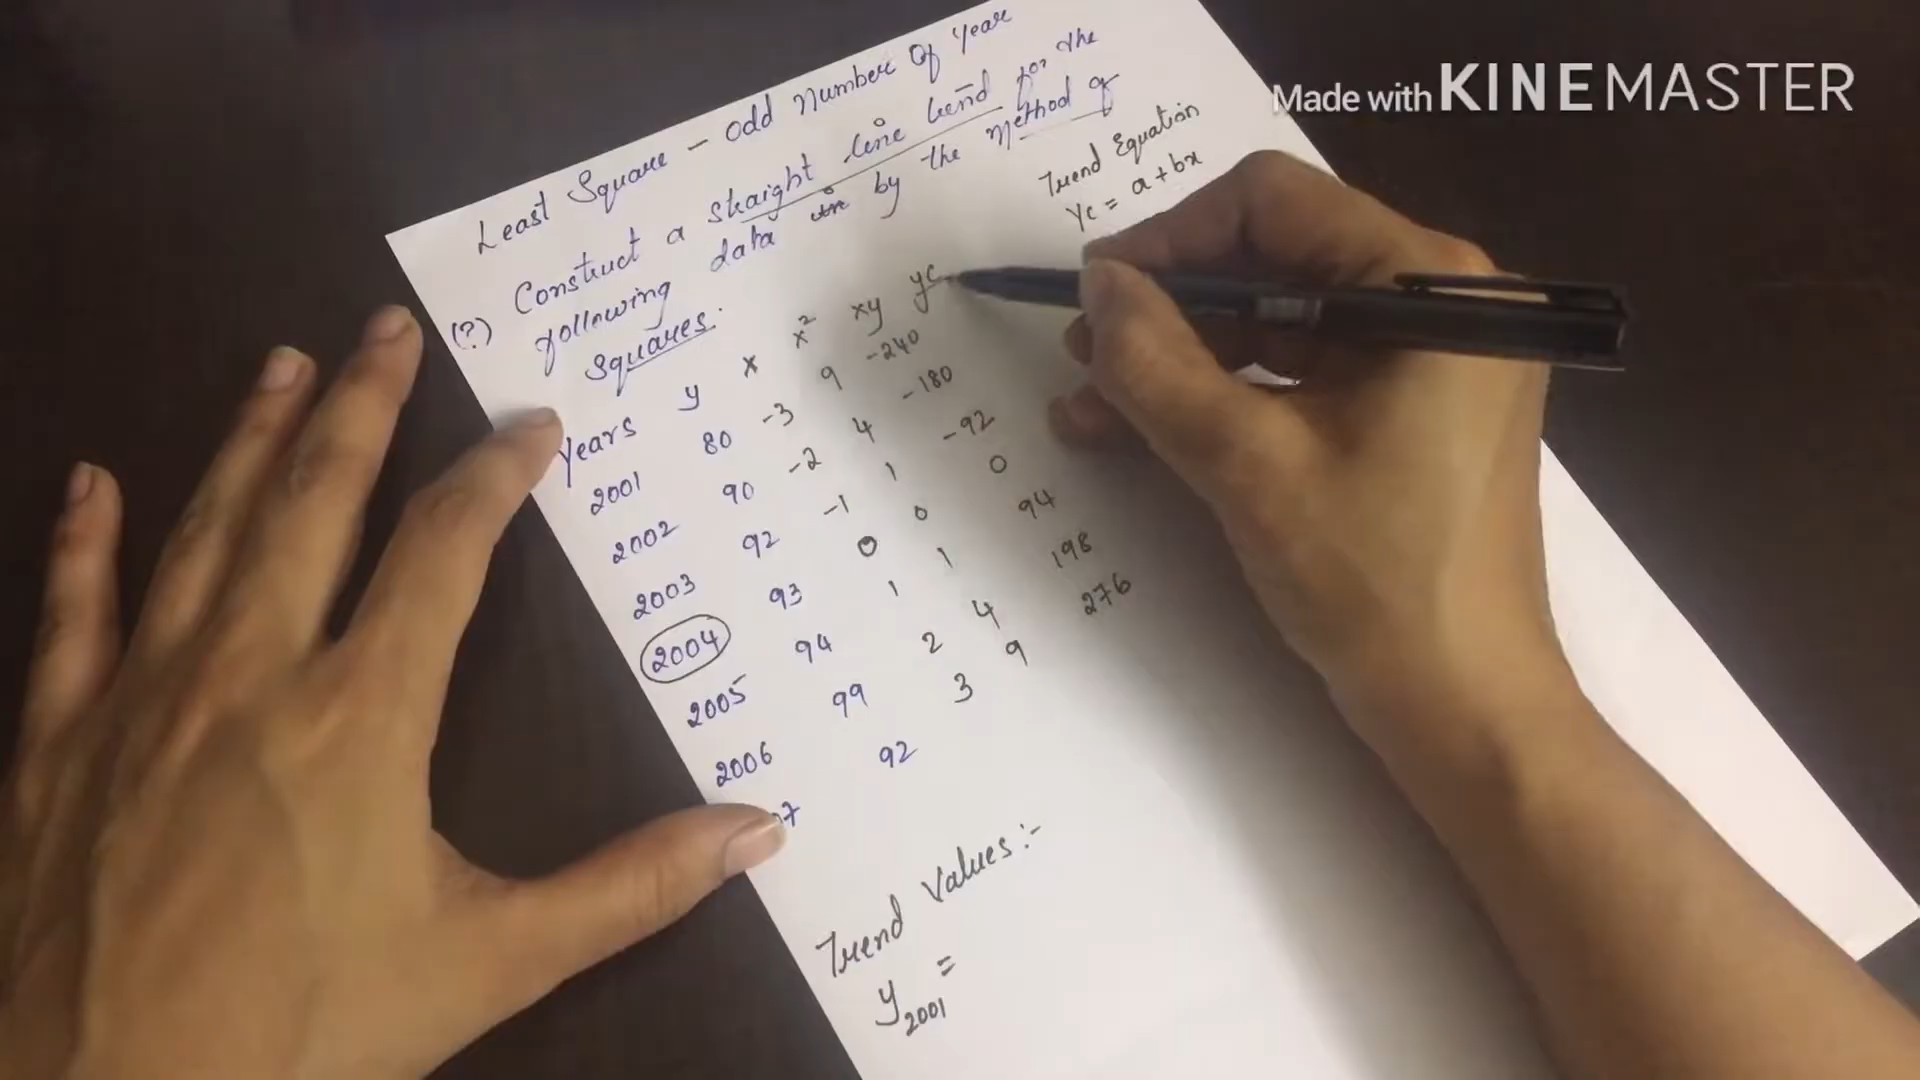 Made with KINEMASTER
Least Square - Odd Number Of Year
(?) Construct a straight line trend for the
following data by the Method of
Squares.
Trend Equation
Yc = a + bx
Years y x x² xy yc
2001 80 -3 9 -240
2002 90 -2 4 -180
2003 92 -1 1 -92
2004 93 0 0 0
2005 94 1 1 94
2006 99 2 4 198
07 92 3 9 276
Trend Values :-
y2001 =